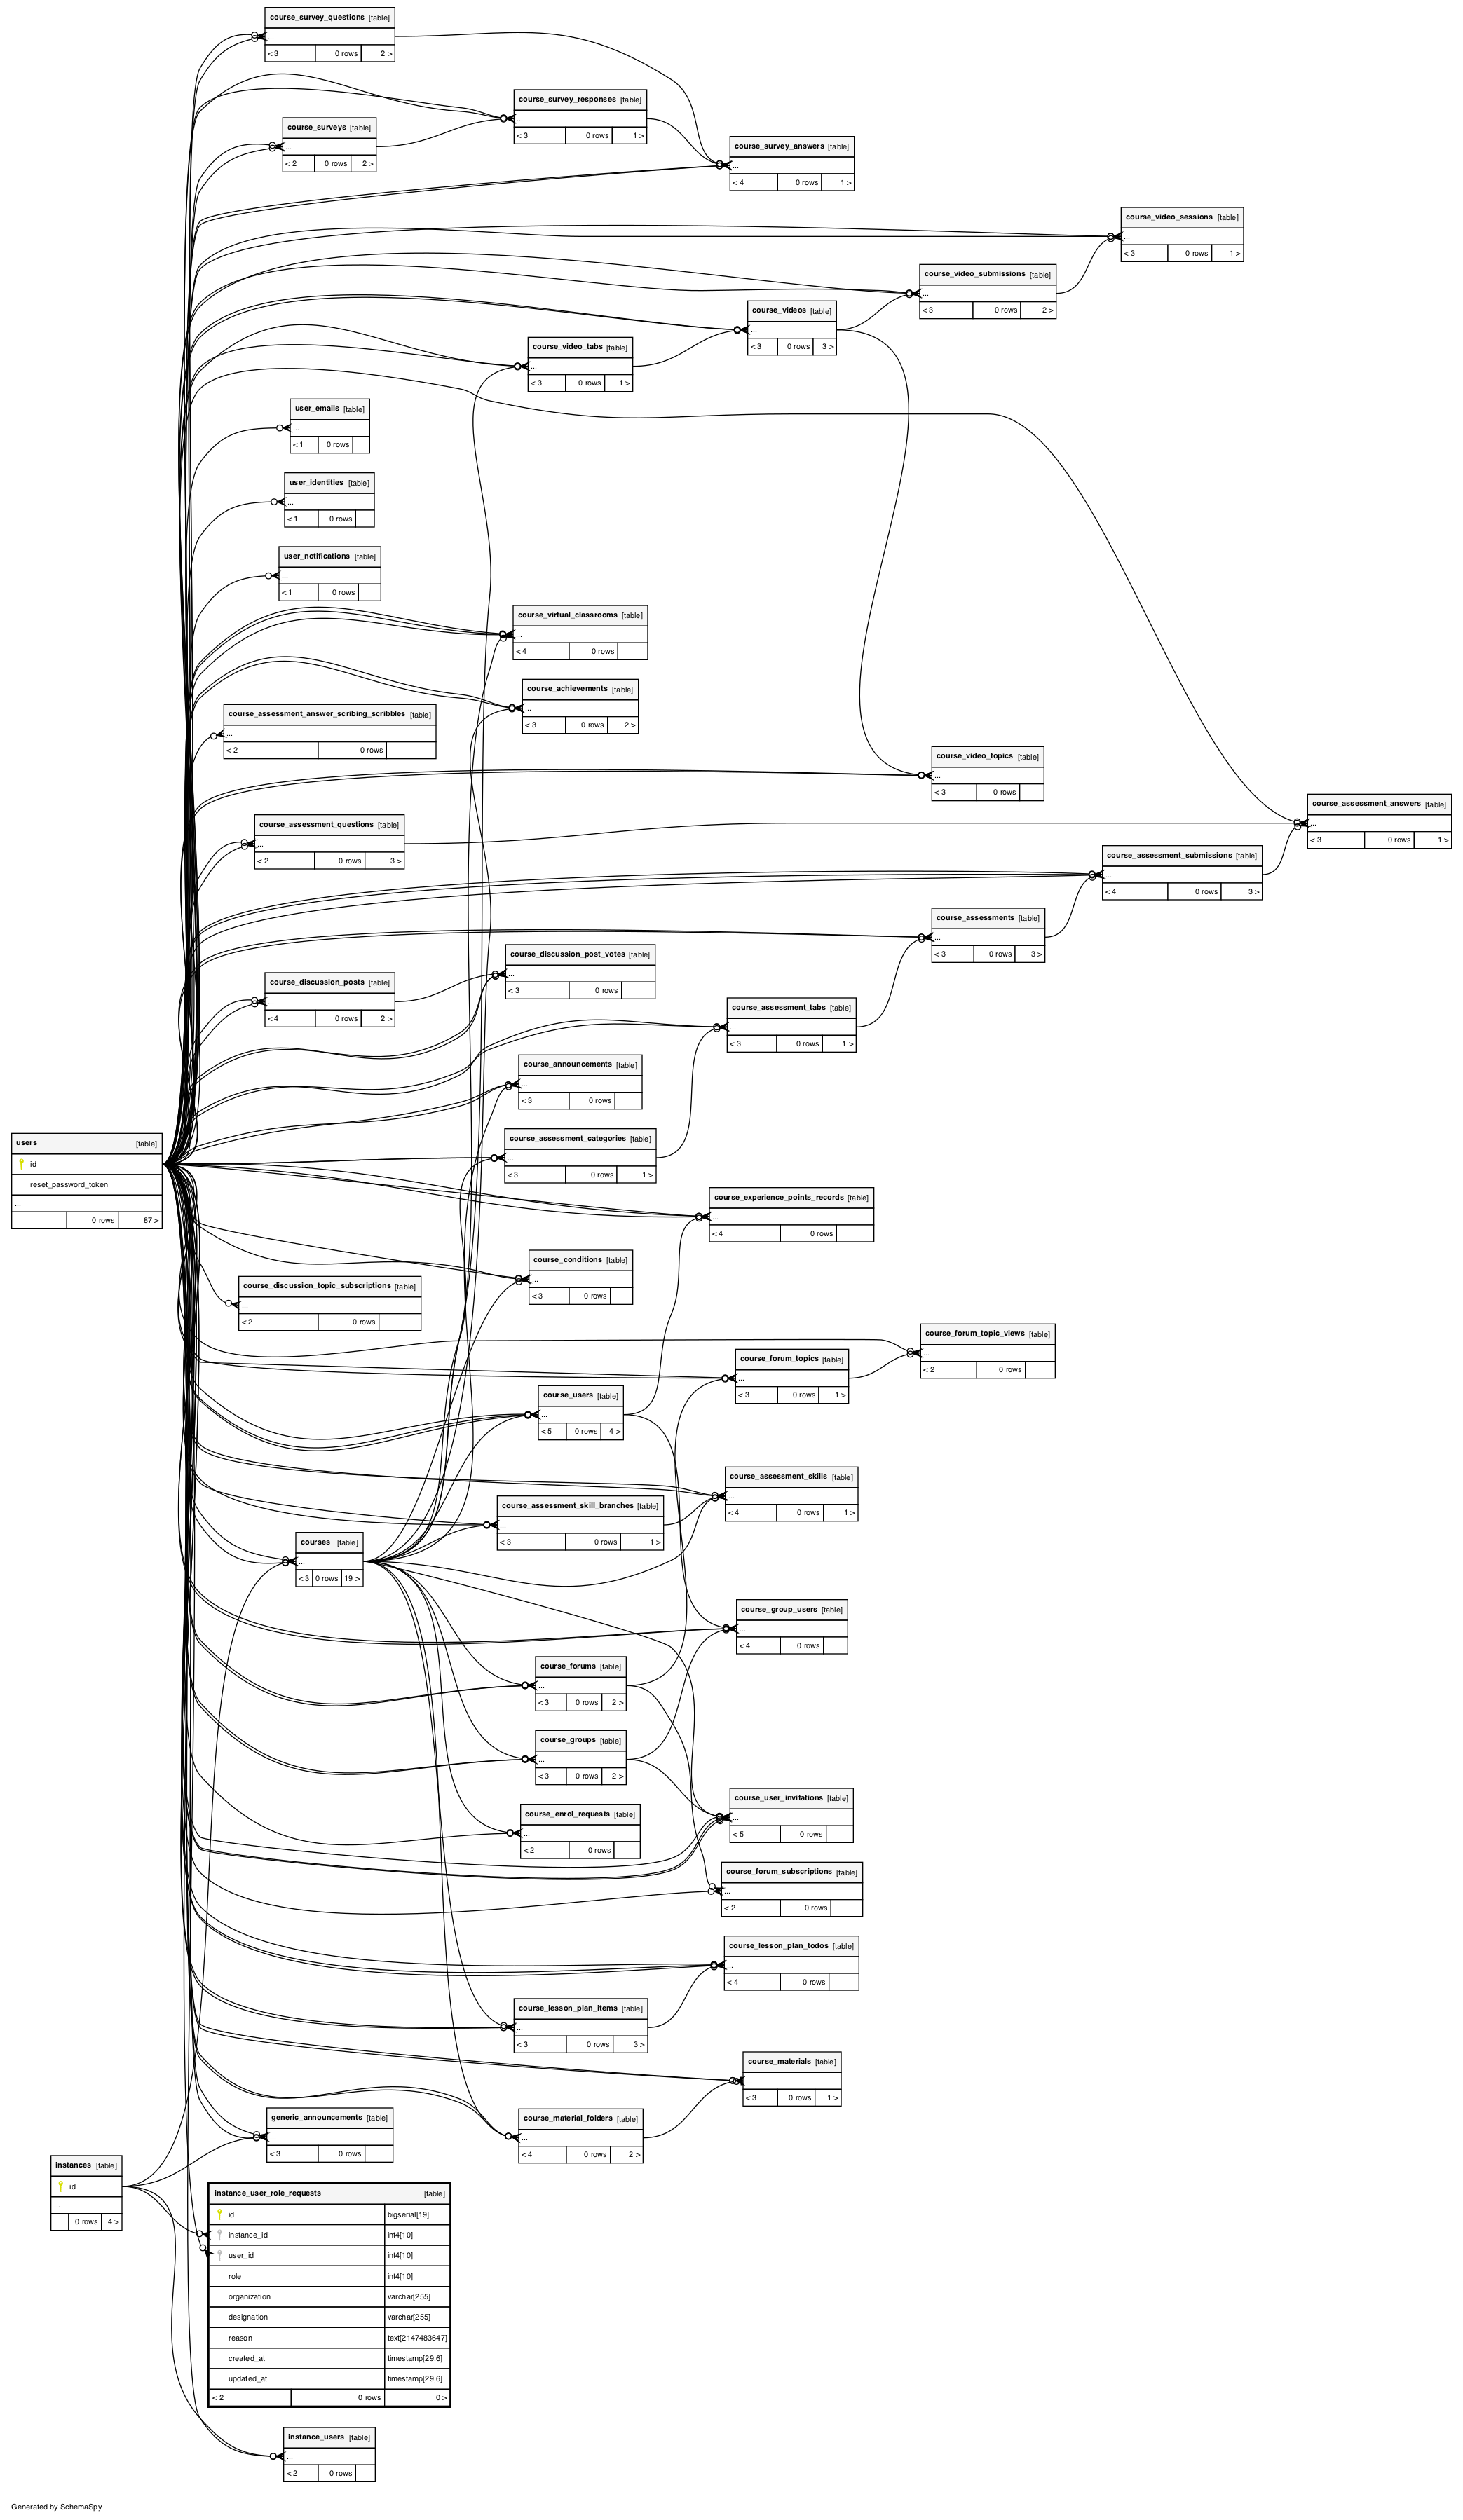 course_survey_questions [table]
...
< 3 0 rows 2 >
course_survey_responses [table]
...
< 3 0 rows 1 >
course_surveys [table]
...
< 2 0 rows 2 >
course_survey_answers [table]
...
< 4 0 rows 1 >
course_video_sessions [table]
...
< 3 0 rows 1 >
course_video_submissions [table]
...
< 3 0 rows 2 >
course_videos [table]
...
< 3 0 rows 3 >
course_video_tabs [table]
...
< 3 0 rows 1 >
user_emails [table]
...
< 1 0 rows
user_identities [table]
...
< 1 0 rows
user_notifications [table]
...
< 1 0 rows
course_virtual_classrooms [table]
...
< 4 0 rows
course_achievements [table]
...
< 3 0 rows 2 >
course_assessment_answer_scribing_scribbles [table]
...
< 2 0 rows
course_video_topics [table]
...
< 3 0 rows
course_assessment_answers [table]
...
< 3 0 rows 1 >
course_assessment_questions [table]
...
< 2 0 rows 3 >
course_assessment_submissions [table]
...
< 4 0 rows 3 >
course_assessments [table]
...
< 3 0 rows 3 >
course_discussion_post_votes [table]
...
< 3 0 rows
course_discussion_posts [table]
...
< 4 0 rows 2 >
course_assessment_tabs [table]
...
< 3 0 rows 1 >
course_announcements [table]
...
< 3 0 rows
course_assessment_categories [table]
...
< 3 0 rows 1 >
users [table]
id
reset_password_token
...
0 rows 87 >
course_experience_points_records [table]
...
< 4 0 rows
course_conditions [table]
...
< 3 0 rows
course_discussion_topic_subscriptions [table]
...
< 2 0 rows
course_forum_topic_views [table]
...
< 2 0 rows
course_forum_topics [table]
...
< 3 0 rows 1 >
course_users [table]
...
< 5 0 rows 4 >
course_assessment_skills [table]
...
< 4 0 rows 1 >
course_assessment_skill_branches [table]
...
< 3 0 rows 1 >
courses [table]
...
< 3 0 rows 19 >
course_group_users [table]
...
< 4 0 rows
course_forums [table]
...
< 3 0 rows 2 >
course_groups [table]
...
< 3 0 rows 2 >
course_user_invitations [table]
...
< 5 0 rows
course_enrol_requests [table]
...
< 2 0 rows
course_forum_subscriptions [table]
...
< 2 0 rows
course_lesson_plan_todos [table]
...
< 4 0 rows
course_lesson_plan_items [table]
...
< 3 0 rows 3 >
course_materials [table]
...
< 3 0 rows 1 >
generic_announcements [table]
...
< 3 0 rows
course_material_folders [table]
...
< 4 0 rows 2 >
instances [table]
id
...
0 rows 4 >
instance_user_role_requests [table]
id bigserial[19]
instance_id int4[10]
user_id int4[10]
role int4[10]
organization varchar[255]
designation varchar[255]
reason text[2147483647]
created_at timestamp[29,6]
updated_at timestamp[29,6]
< 2 0 rows 0 >
instance_users [table]
...
< 2 0 rows
Generated by SchemaSpy